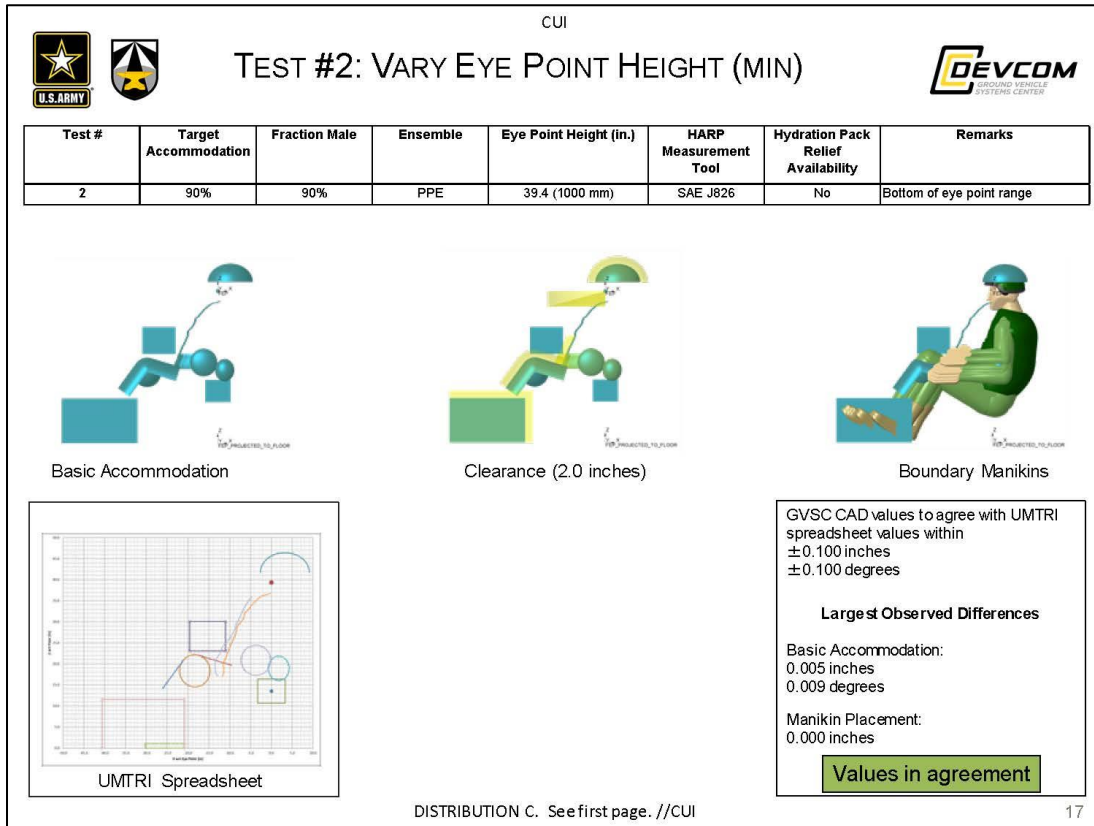 CUI
TEST #2: VARY EYE POINT HEIGHT (MIN)
U.S.ARMY
DEVCOM
GROUND VEHICLE
SYSTEMS CENTER
Test #
Target Accommodation
Fraction Male
Ensemble
Eye Point Height (in.)
HARP Measurement Tool
Hydration Pack Relief Availability
Remarks
2
90%
90%
PPE
39.4 (1000 mm)
SAE J826
No
Bottom of eye point range
Basic Accommodation
Clearance (2.0 inches)
Boundary Manikins
UMTRI Spreadsheet
GVSC CAD values to agree with UMTRI
spreadsheet values within
±0.100 inches
±0.100 degrees
Largest Observed Differences
Basic Accommodation:
0.005 inches
0.009 degrees
Manikin Placement:
0.000 inches
Values in agreement
DISTRIBUTION C. See first page. //CUI
17